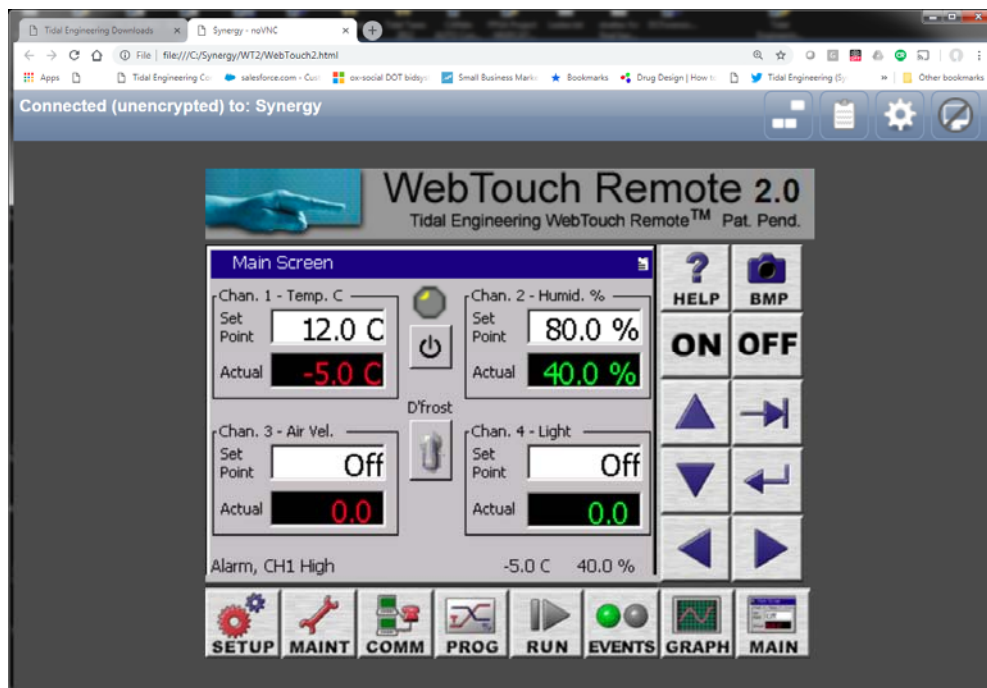 Tidal Engineering Downloads
Synergy - noVNC
File | file:///C:/Synergy/WT2/WebTouch2.html
Apps
Tidal Engineering Co
salesforce.com - Cust
ox-social DOT bidsy
Small Business Mark
Bookmarks
Drug Design | How to
Tidal Engineering (Sy
Other bookmarks
Connected (unencrypted) to: Synergy
WebTouch Remote 2.0
Tidal Engineering WebTouch Remote™ Pat. Pend.
Main Screen
Chan. 1 - Temp. C
Set Point 12.0 C
Actual -5.0 C
Chan. 2 - Humid. %
Set Point 80.0 %
Actual 40.0 %
D'frost
Chan. 3 - Air Vel.
Set Point Off
Actual 0.0
Chan. 4 - Light
Set Point Off
Actual 0.0
Alarm, CH1 High -5.0 C 40.0 %
HELP BMP
ON OFF
SETUP MAINT COMM PROG RUN EVENTS GRAPH MAIN